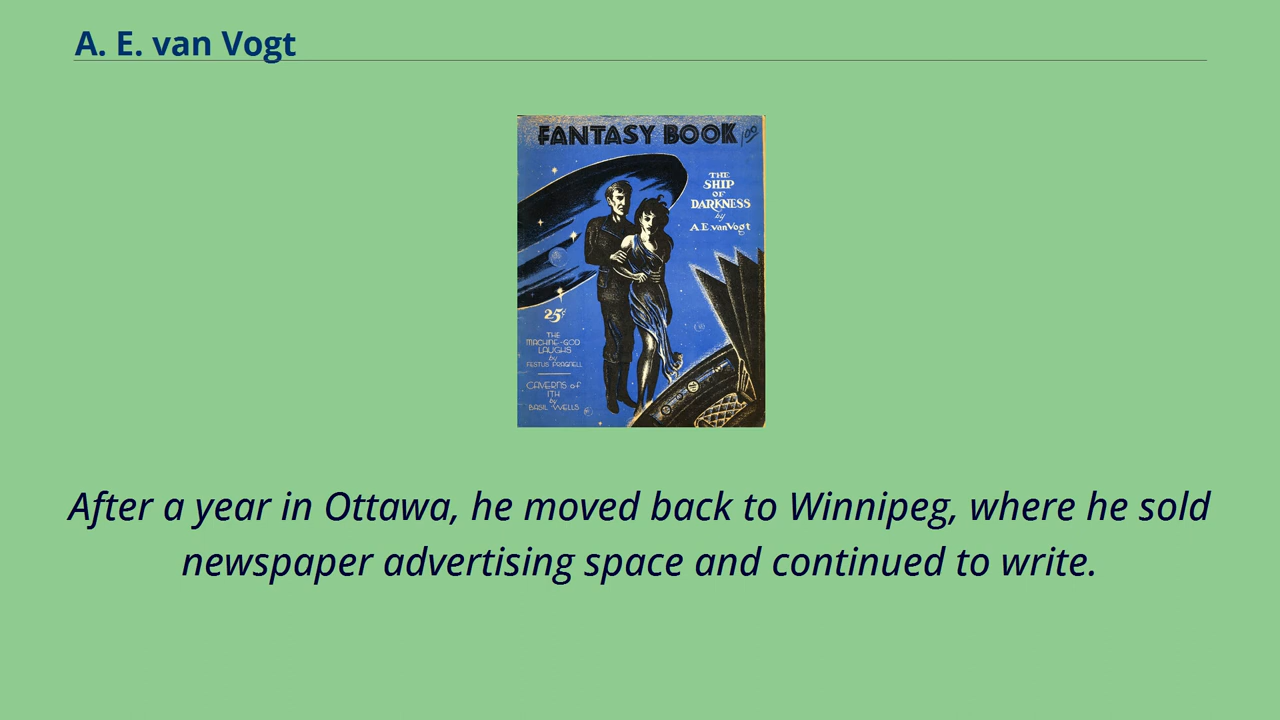 A. E. van Vogt
FANTASY BOOK
100
THE
SHIP
OF
DARKNESS
by
A.E. van Vogt
25¢
THE
MACHINE-GOD
LAUGHS
by
FESTUS PRAGNELL
CAVERNS of
ITH
by
BASIL WELLS
After a year in Ottawa, he moved back to Winnipeg, where he sold
newspaper advertising space and continued to write.